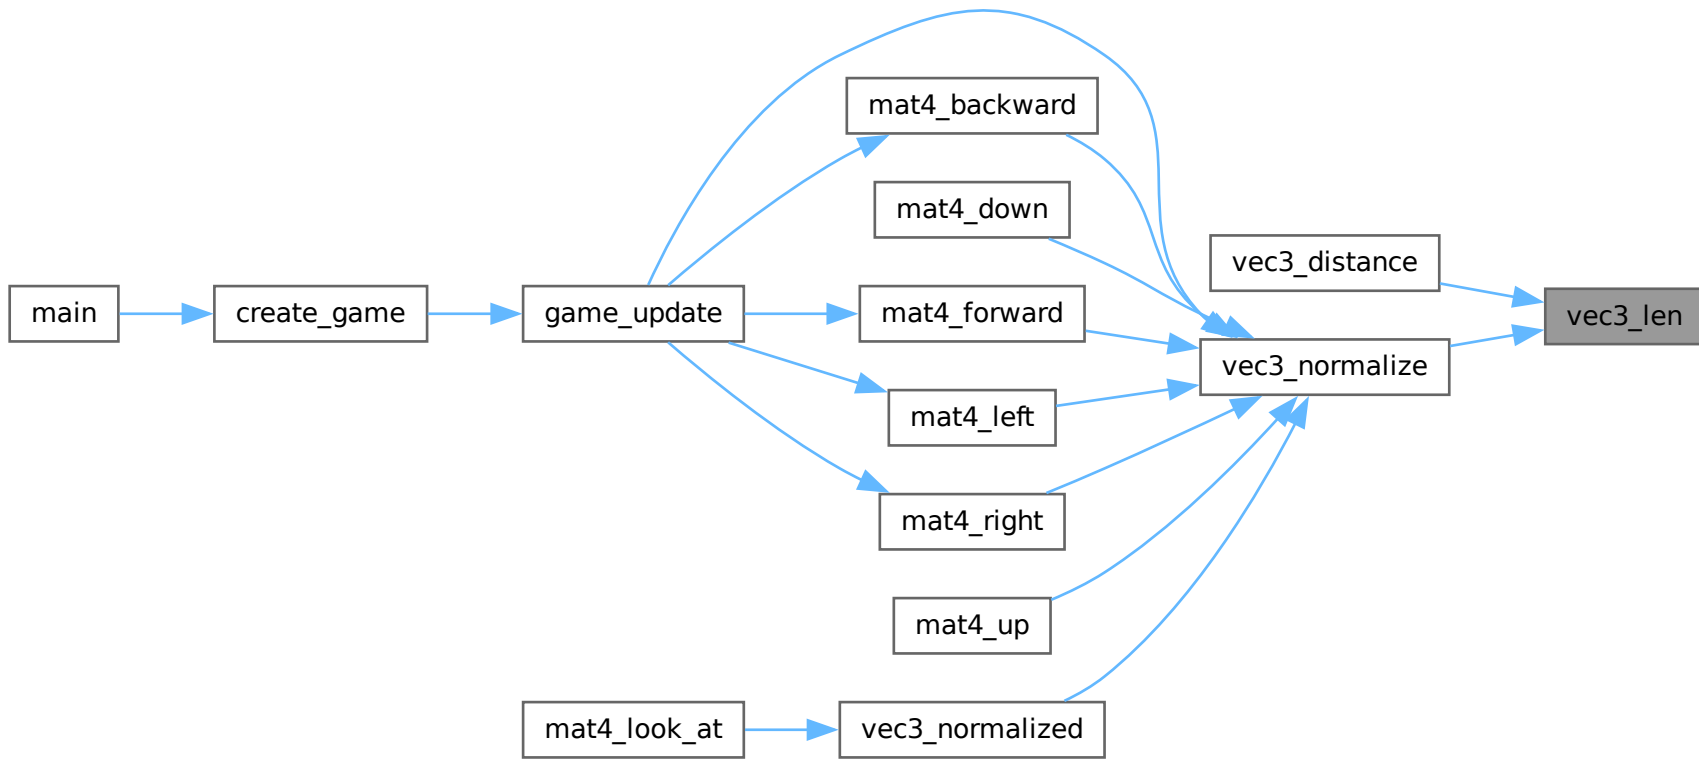 mat4_backward
mat4_down
vec3_distance
main
create_game
game_update
mat4_forward
vec3_len
vec3_normalize
mat4_left
mat4_right
mat4_up
mat4_look_at
vec3_normalized